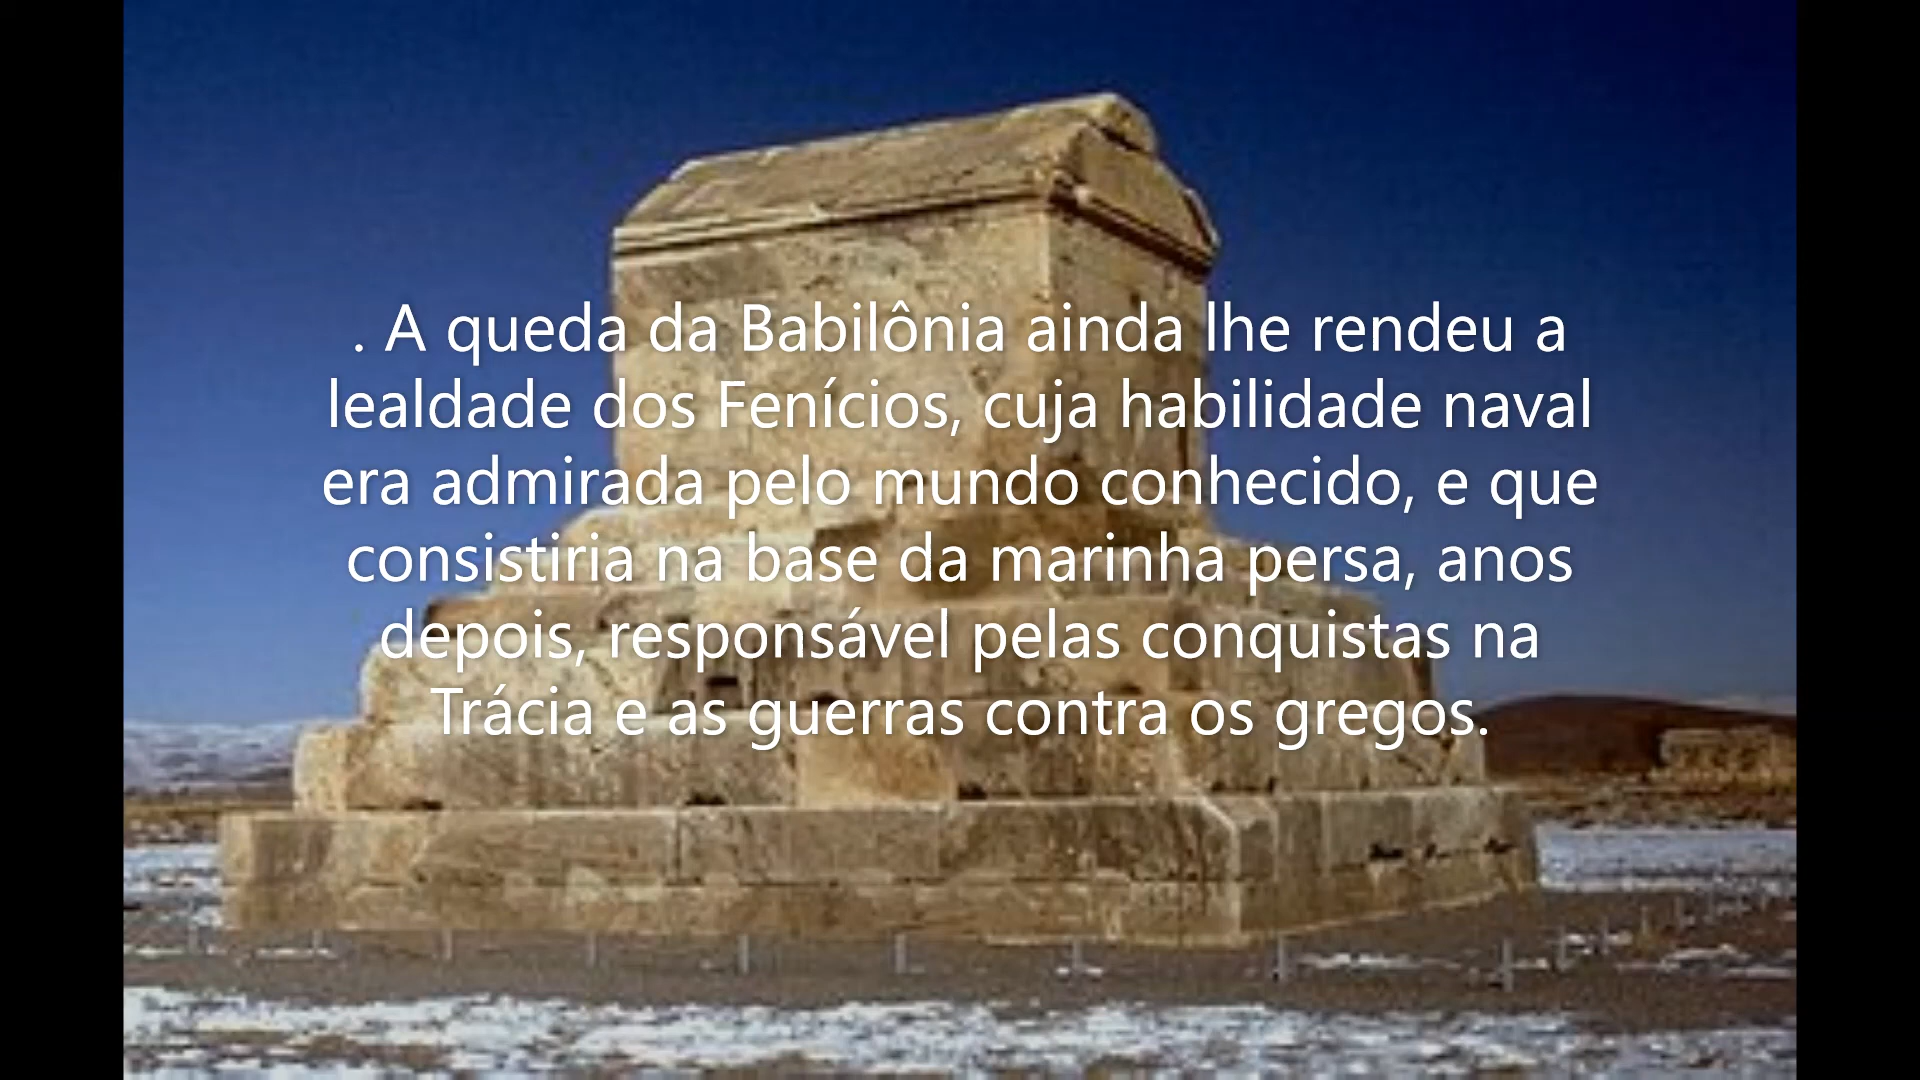 . A queda da Babilônia ainda lhe rendeu a
lealdade dos Fenícios, cuja habilidade naval
era admirada pelo mundo conhecido, e que
consistiria na base da marinha persa, anos
depois, responsável pelas conquistas na
Trácia e as guerras contra os gregos.